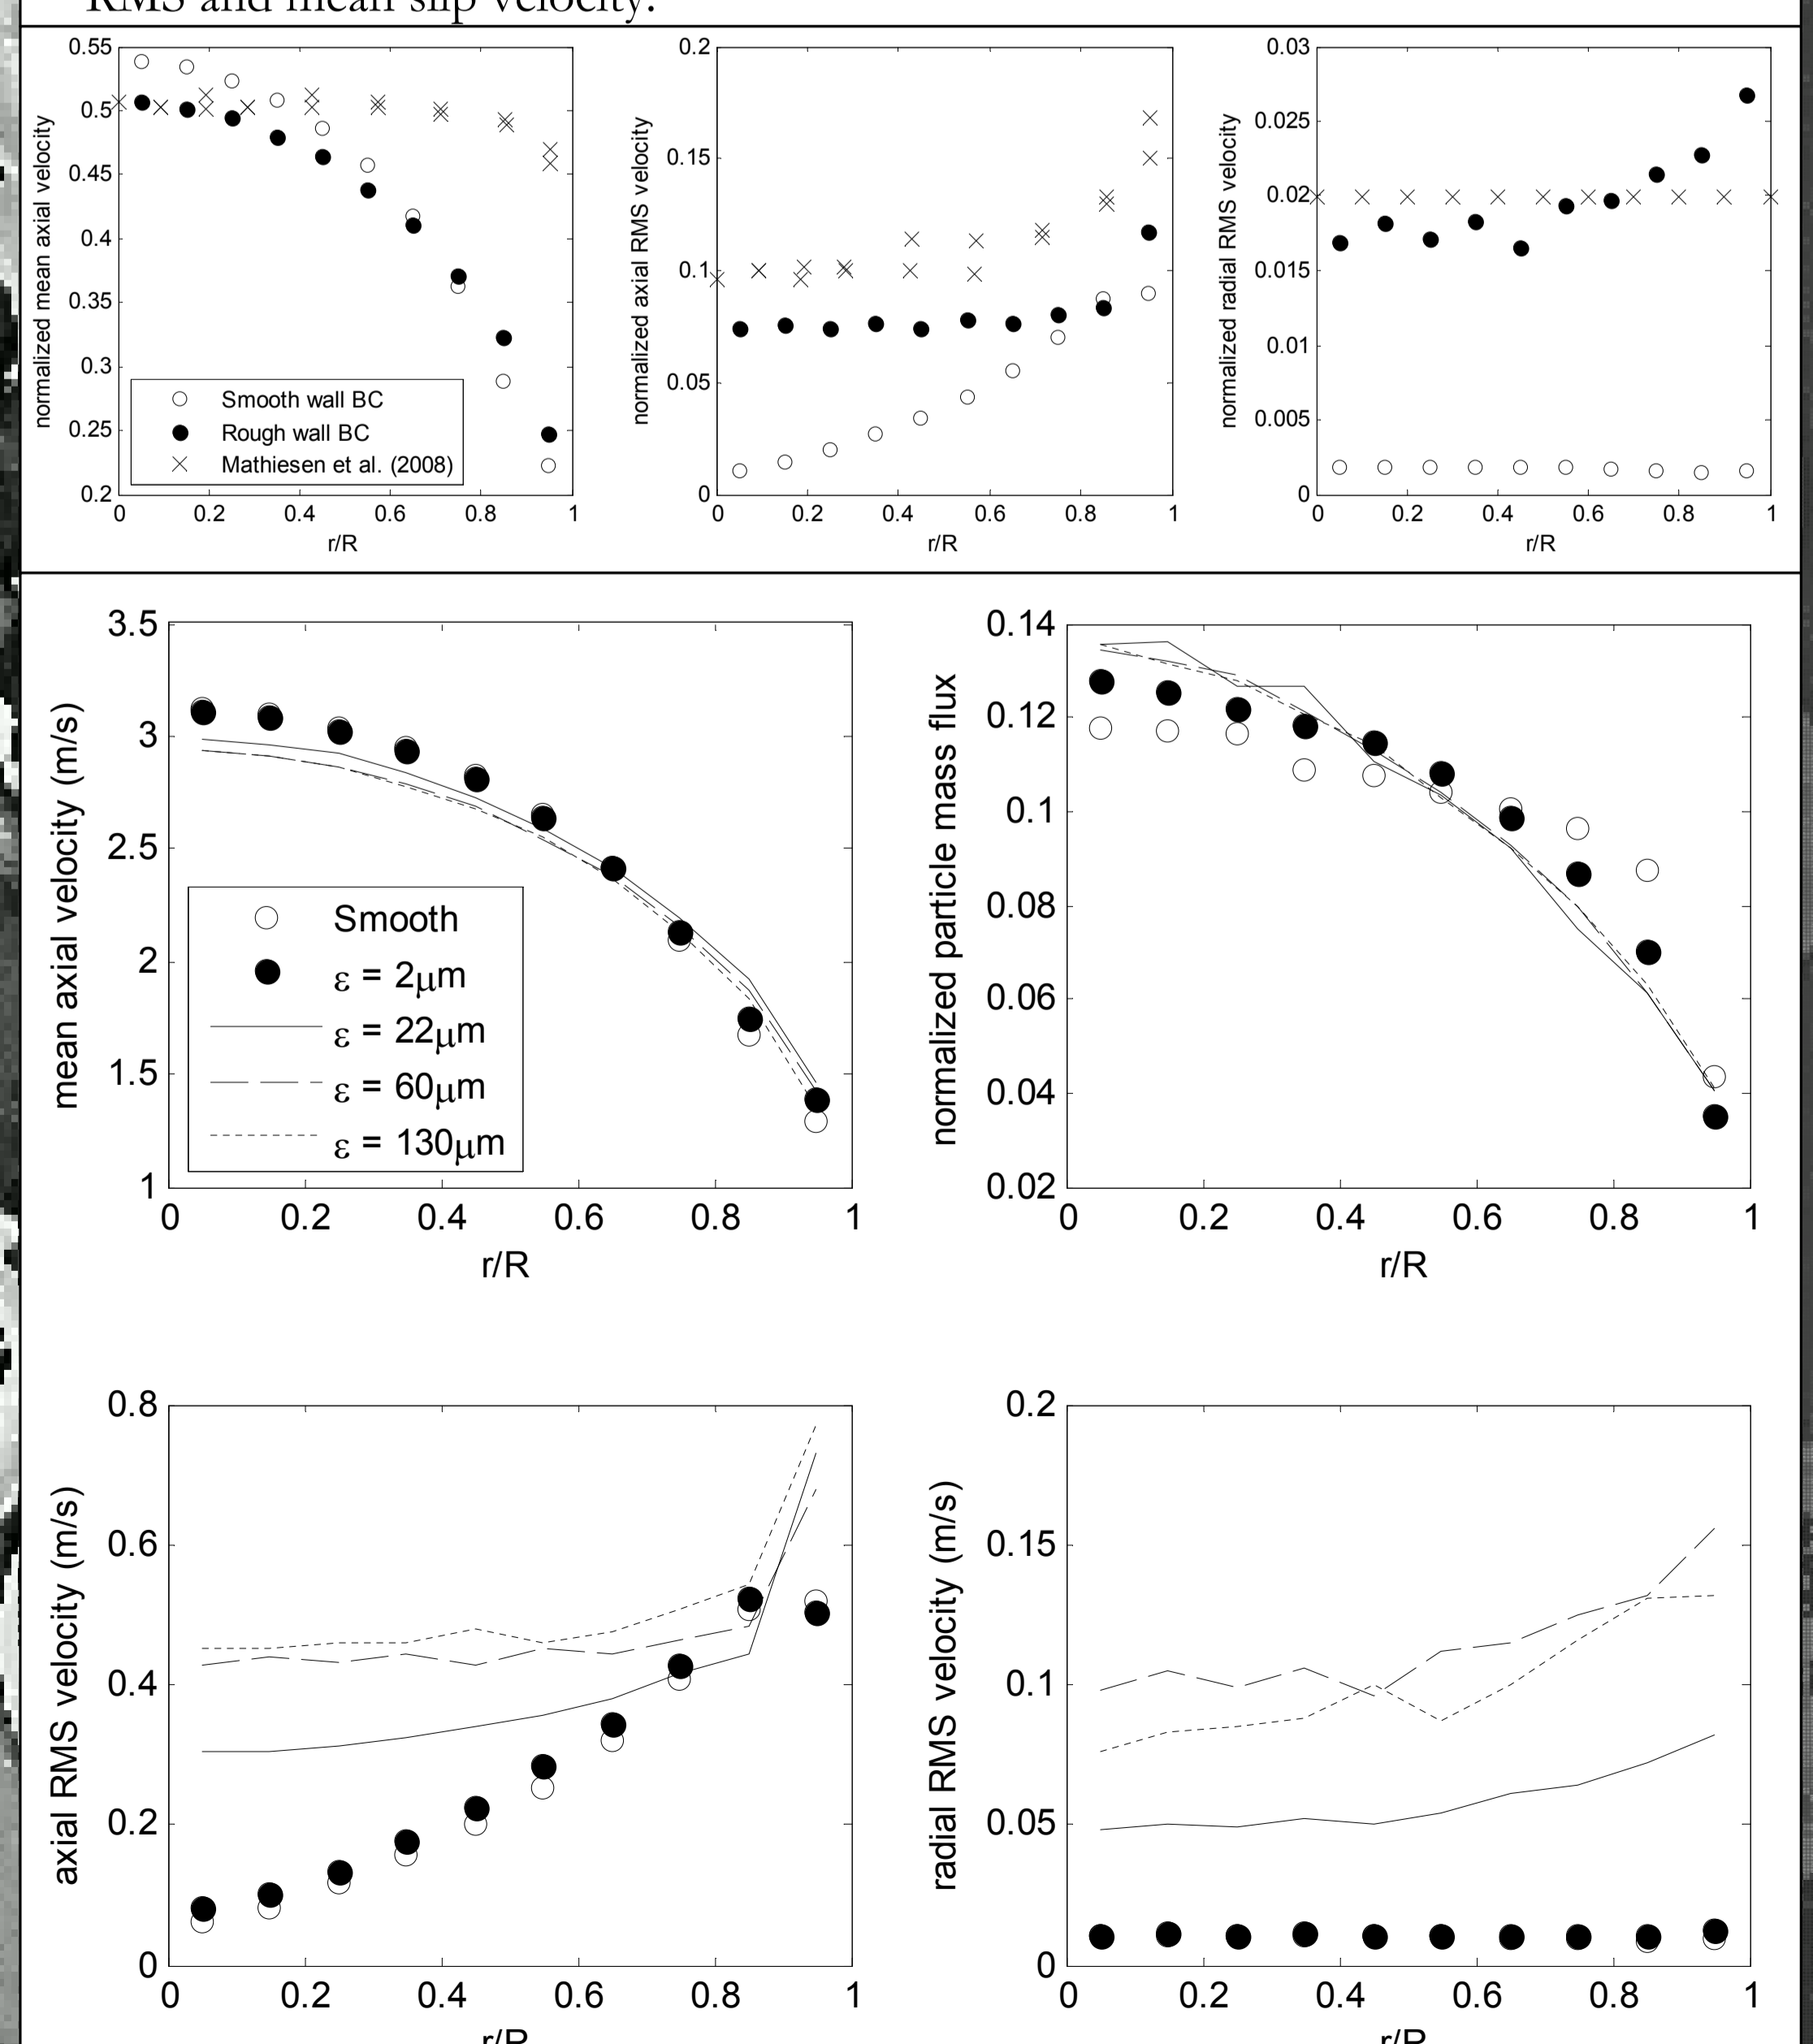 RMS and mean slip velocity.
0.55
0.5
0.45
0.4
0.35
0.3
0.25
0.2
normalized mean axial velocity
Smooth wall BC
Rough wall BC
Mathiesen et al. (2008)
0 0.2 0.4 0.6 0.8 1
r/R
0.2
0.15
0.1
0.05
0
normalized axial RMS velocity
0 0.2 0.4 0.6 0.8 1
r/R
0.03
0.025
0.02
0.015
0.01
0.005
0
normalized radial RMS velocity
0 0.2 0.4 0.6 0.8 1
r/R
3.5
3
2.5
2
1.5
1
mean axial velocity (m/s)
Smooth
ε = 2μm
ε = 22μm
ε = 60μm
ε = 130μm
0 0.2 0.4 0.6 0.8 1
r/R
0.14
0.12
0.1
0.08
0.06
0.04
0.02
normalized particle mass flux
0 0.2 0.4 0.6 0.8 1
r/R
0.8
0.6
0.4
0.2
0
axial RMS velocity (m/s)
0 0.2 0.4 0.6 0.8 1
r/R
0.2
0.15
0.1
0.05
0
radial RMS velocity (m/s)
0 0.2 0.4 0.6 0.8 1
r/R